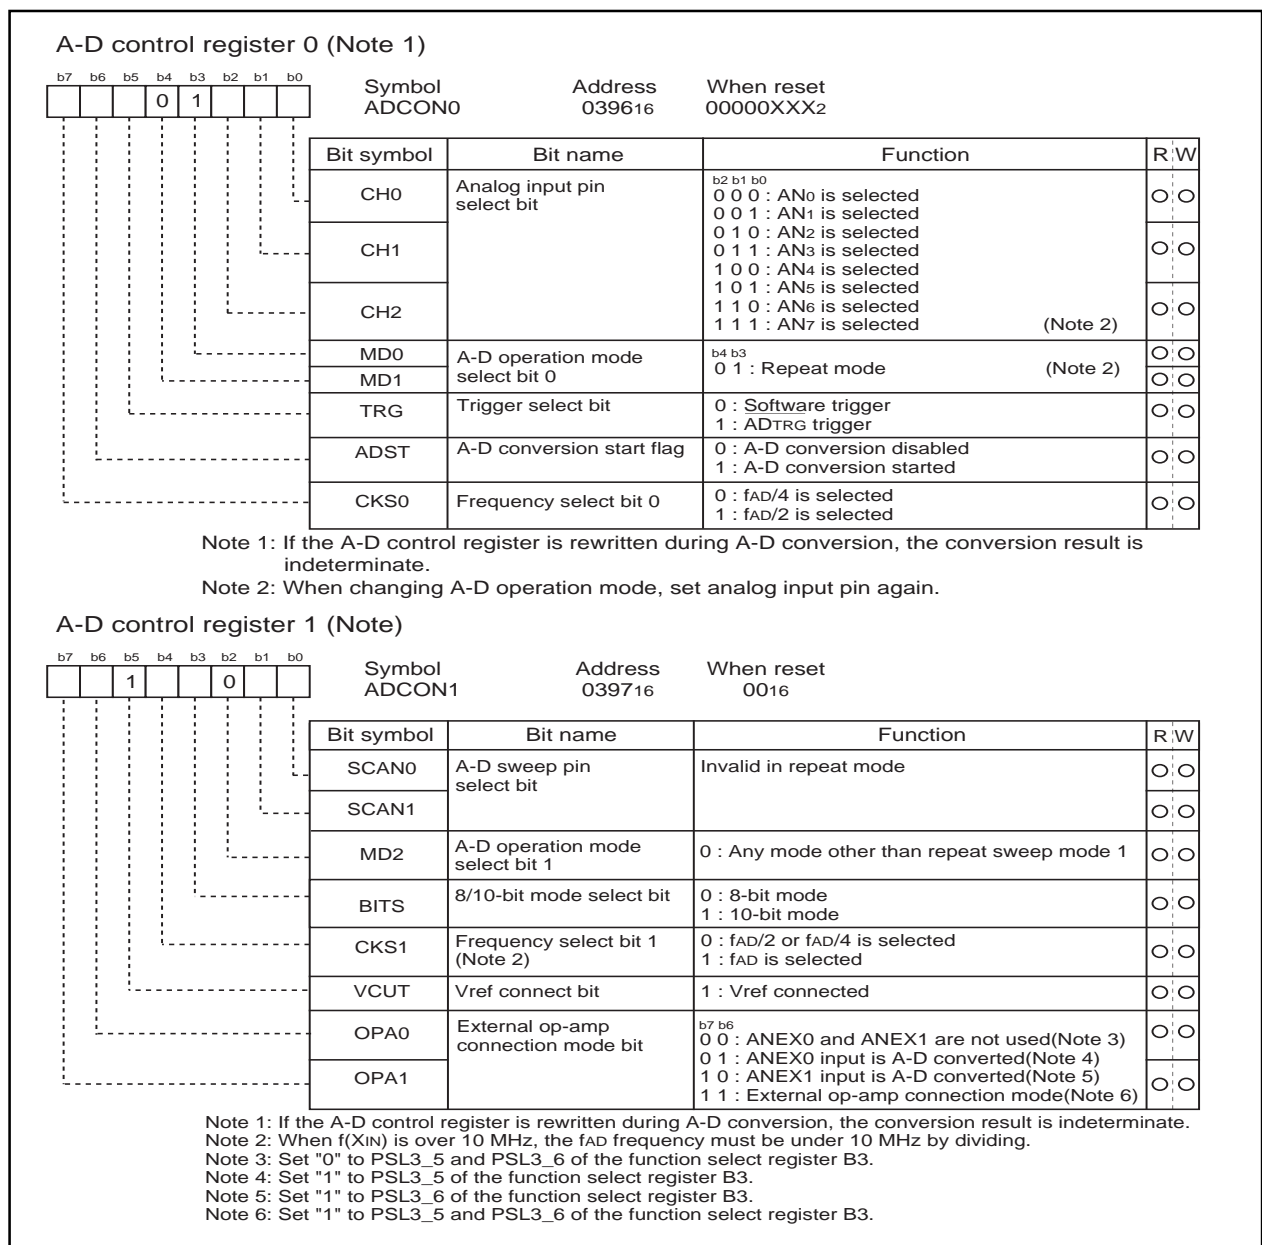 A-D control register 0 (Note 1)
b7 b6 b5 b4 b3 b2 b1 b0
0 1
Symbol Address When reset
ADCON0 039616 00000XXX2
Bit symbol Bit name Function R W
CH0 Analog input pin select bit
b2 b1 b0
0 0 0 : AN0 is selected
0 0 1 : AN1 is selected
0 1 0 : AN2 is selected
CH1
0 1 1 : AN3 is selected
1 0 0 : AN4 is selected
1 0 1 : AN5 is selected
CH2
1 1 0 : AN6 is selected
1 1 1 : AN7 is selected (Note 2)
MD0 A-D operation mode select bit 0
b4 b3
0 1 : Repeat mode (Note 2)
MD1
TRG Trigger select bit
0 : Software trigger
1 : ADTRG trigger
ADST A-D conversion start flag
0 : A-D conversion disabled
1 : A-D conversion started
CKS0 Frequency select bit 0
0 : fAD/4 is selected
1 : fAD/2 is selected
Note 1: If the A-D control register is rewritten during A-D conversion, the conversion result is
indeterminate.
Note 2: When changing A-D operation mode, set analog input pin again.
A-D control register 1 (Note)
b7 b6 b5 b4 b3 b2 b1 b0
1 0
Symbol Address When reset
ADCON1 039716 0016
Bit symbol Bit name Function R W
SCAN0 A-D sweep pin select bit
Invalid in repeat mode
SCAN1
MD2 A-D operation mode select bit 1
0 : Any mode other than repeat sweep mode 1
BITS 8/10-bit mode select bit
0 : 8-bit mode
1 : 10-bit mode
CKS1 Frequency select bit 1 (Note 2)
0 : fAD/2 or fAD/4 is selected
1 : fAD is selected
VCUT Vref connect bit
1 : Vref connected
OPA0 External op-amp connection mode bit
b7 b6
0 0 : ANEX0 and ANEX1 are not used(Note 3)
0 1 : ANEX0 input is A-D converted(Note 4)
OPA1
1 0 : ANEX1 input is A-D converted(Note 5)
1 1 : External op-amp connection mode(Note 6)
Note 1: If the A-D control register is rewritten during A-D conversion, the conversion result is indeterminate.
Note 2: When f(XIN) is over 10 MHz, the fAD frequency must be under 10 MHz by dividing.
Note 3: Set "0" to PSL3_5 and PSL3_6 of the function select register B3.
Note 4: Set "1" to PSL3_5 of the function select register B3.
Note 5: Set "1" to PSL3_6 of the function select register B3.
Note 6: Set "1" to PSL3_5 and PSL3_6 of the function select register B3.